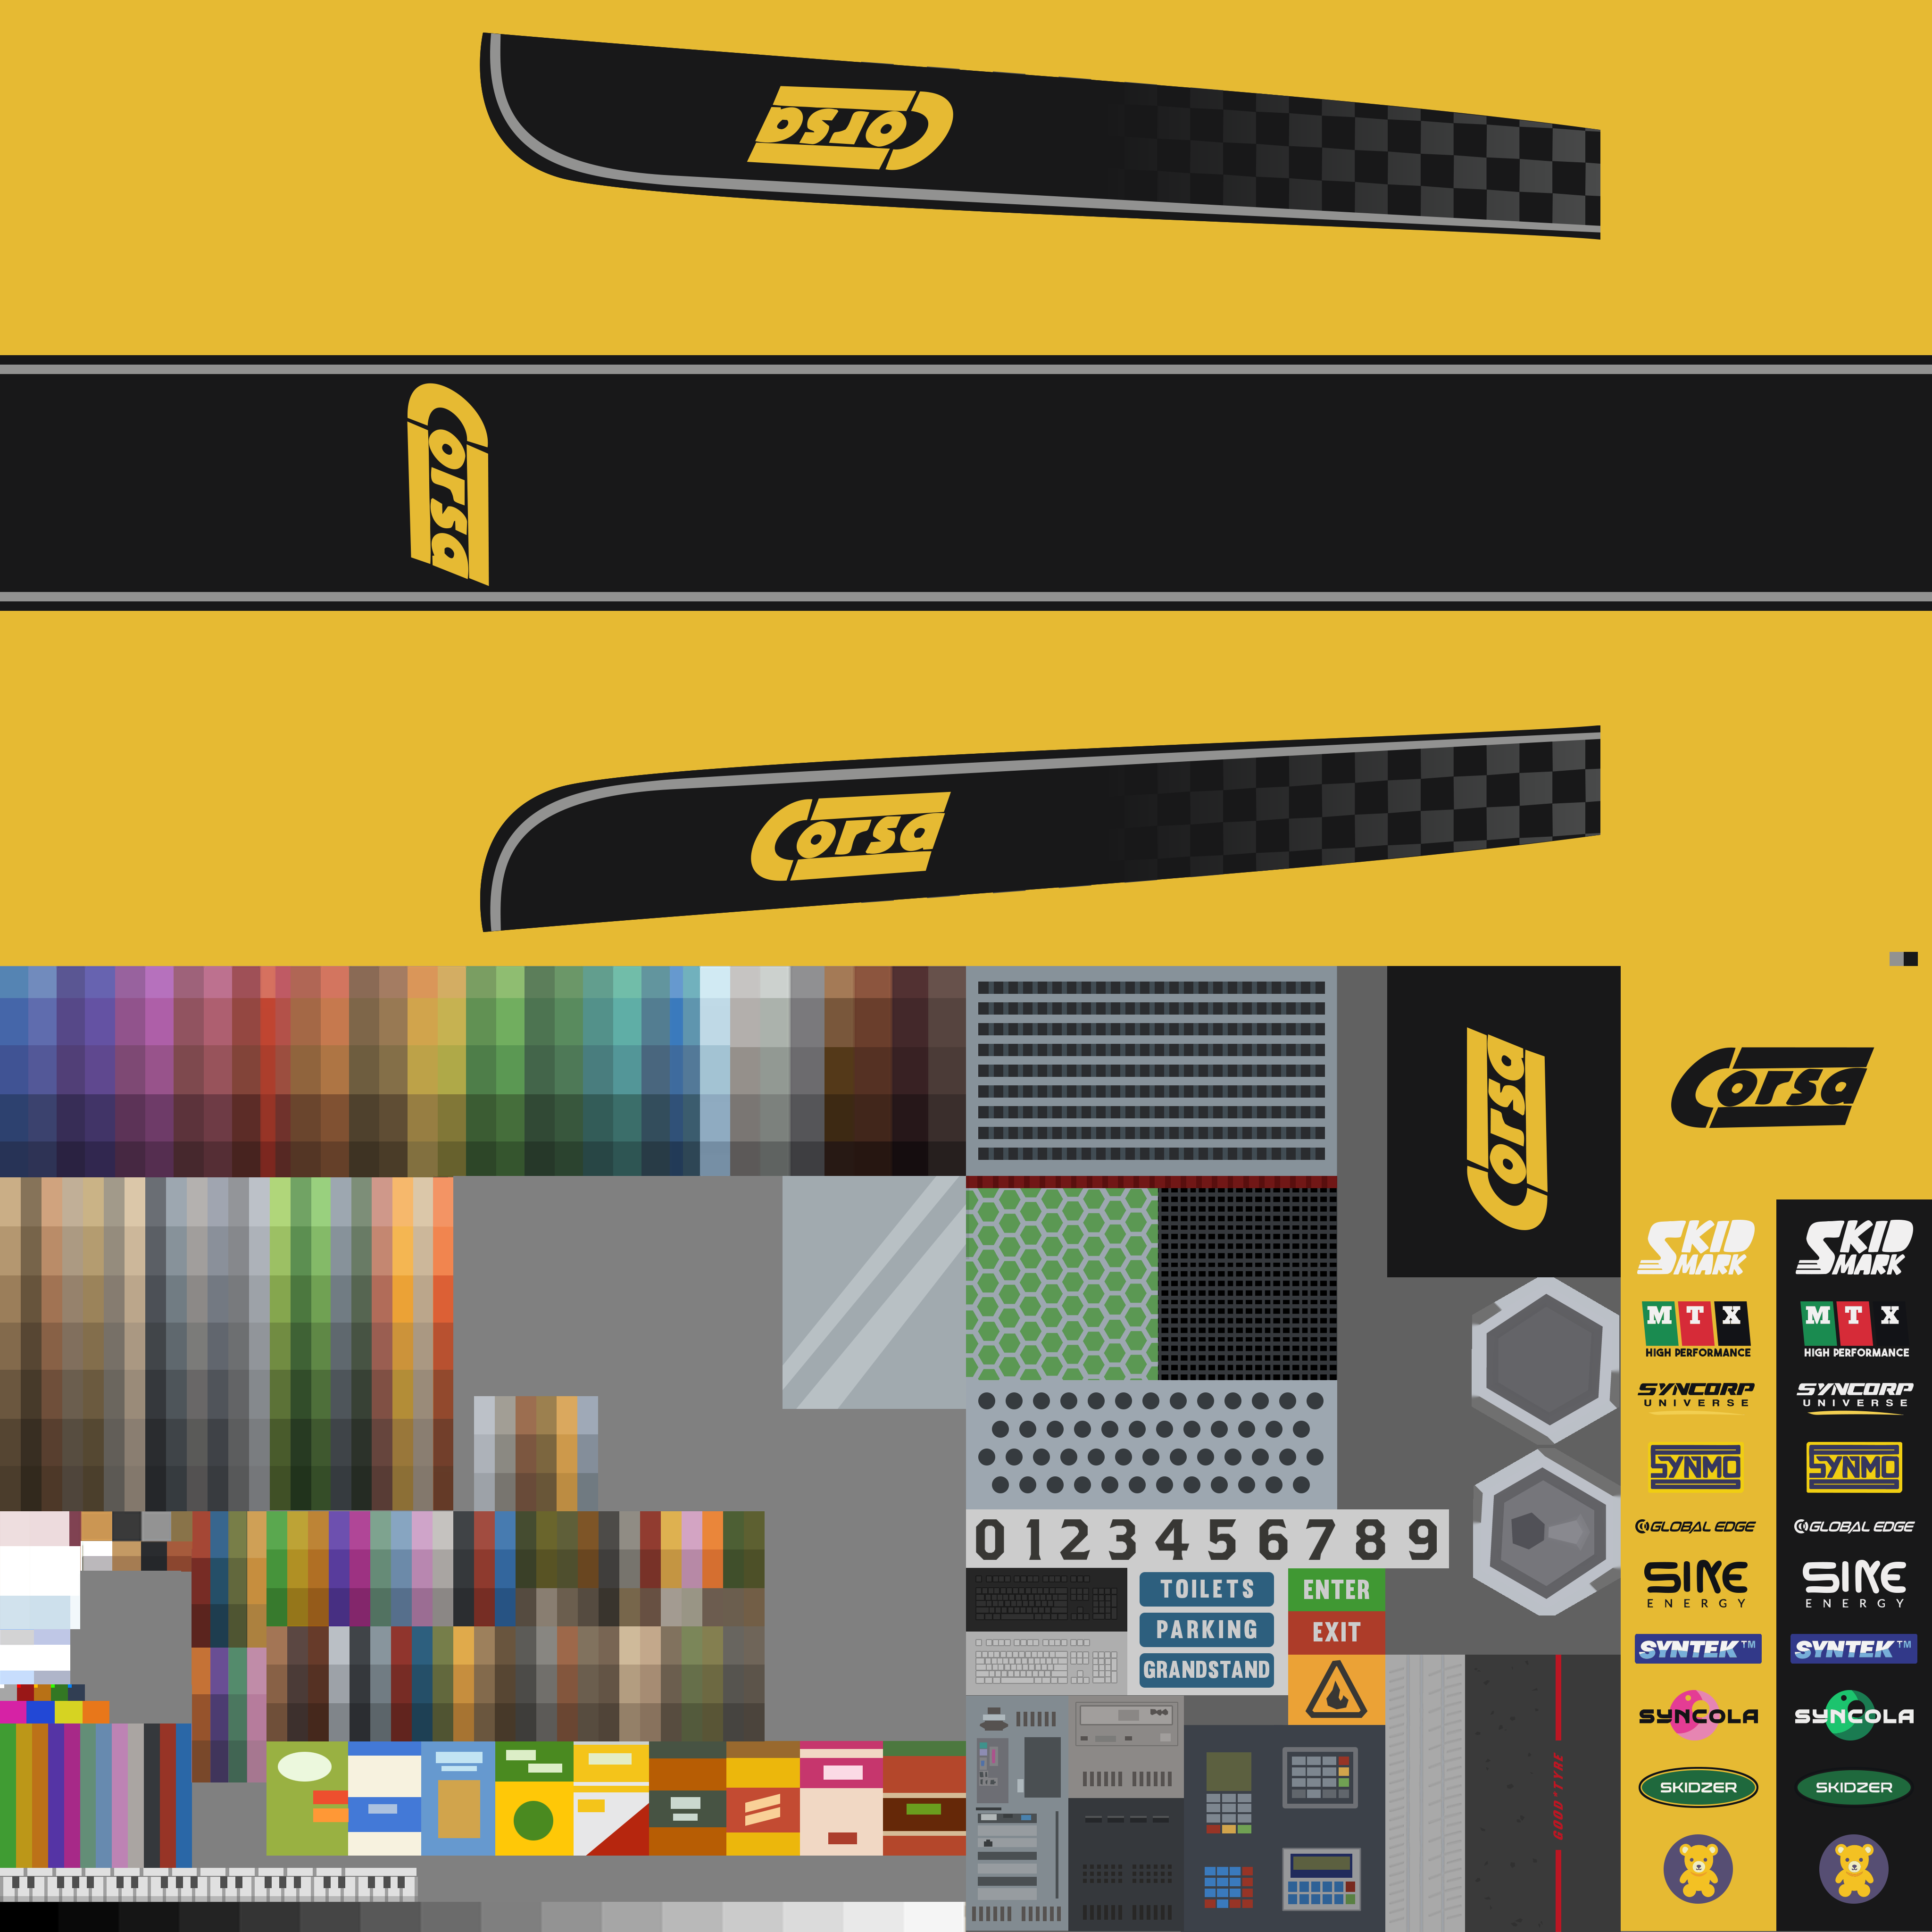 Corsa
Corsa
Corsa
Corsa
Corsa
SKID
MARK
SKID
MARK
M T X
HIGH PERFORMANCE
M T X
HIGH PERFORMANCE
SYNCORP
UNIVERSE
SYNCORP
UNIVERSE
SYNMO
SYNMO
GLOBAL EDGE
GLOBAL EDGE
0 1 2 3 4 5 6 7 8 9
TOILETS
PARKING
GRANDSTAND
ENTER
EXIT
SIRE
ENERGY
SIRE
ENERGY
SYNTEK™
SYNTEK™
SYNCOLA
SYNCOLA
GOOD*TYRE
SKIDZER
SKIDZER